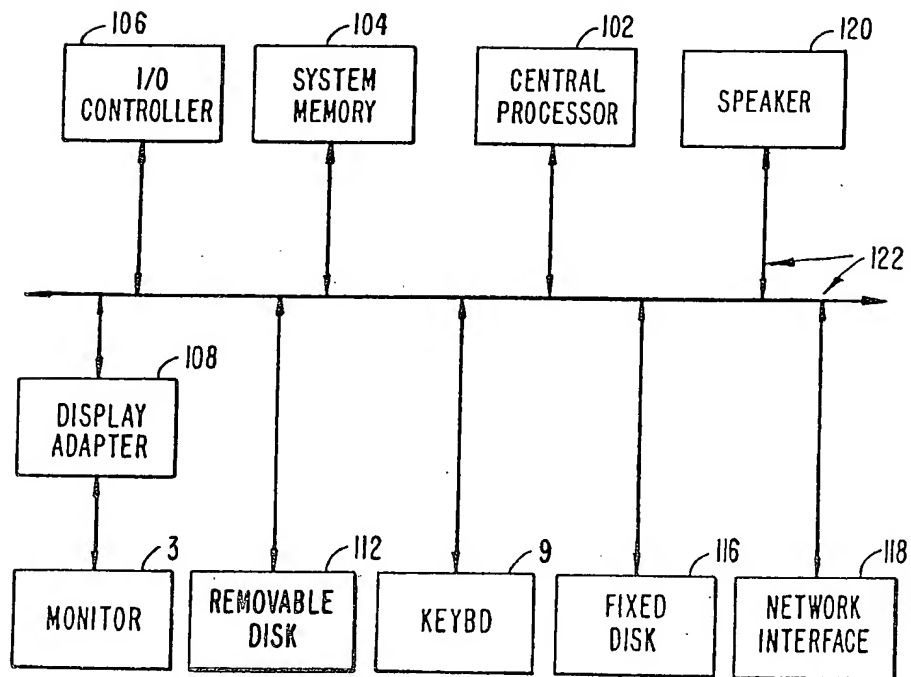 106
104
102
120
I/O
CONTROLLER
SYSTEM
MEMORY
CENTRAL
PROCESSOR
SPEAKER
122
108
DISPLAY
ADAPTER
3
112
9
116
118
MONITOR
REMOVABLE
DISK
KEYBD
FIXED
DISK
NETWORK
INTERFACE